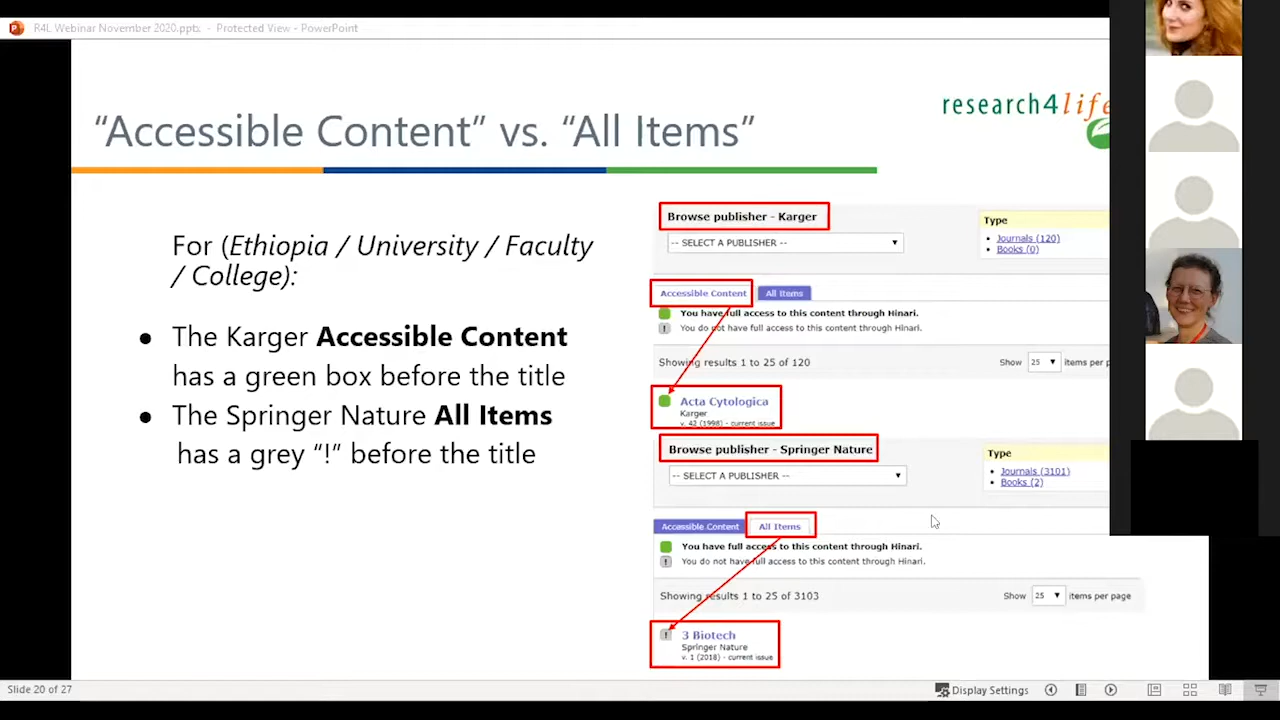 R4L Webinar November 2020.pptx - Protected View - PowerPoint
"Accessible Content" vs. "All Items"
research4life
For (Ethiopia / University / Faculty
/ College):
● The Karger Accessible Content
has a green box before the title
● The Springer Nature All Items
has a grey "!" before the title
Browse publisher - Karger
-- SELECT A PUBLISHER --
Type
• Journals (120)
• Books (0)
Accessible Content
All Items
You have full access to this content through Hinari.
! You do not have full access to this content through Hinari.
Showing results 1 to 25 of 120
Show 25 items per p
Acta Cytologica
Karger
v. 42 (1998) - current issue
Browse publisher - Springer Nature
-- SELECT A PUBLISHER --
Type
• Journals (3101)
• Books (2)
Accessible Content
All Items
You have full access to this content through Hinari.
! You do not have full access to this content through Hinari.
Showing results 1 to 25 of 3103
Show 25 items per page
! 3 Biotech
Springer Nature
v. 1 (2018) - current issue
Slide 20 of 27
Display Settings